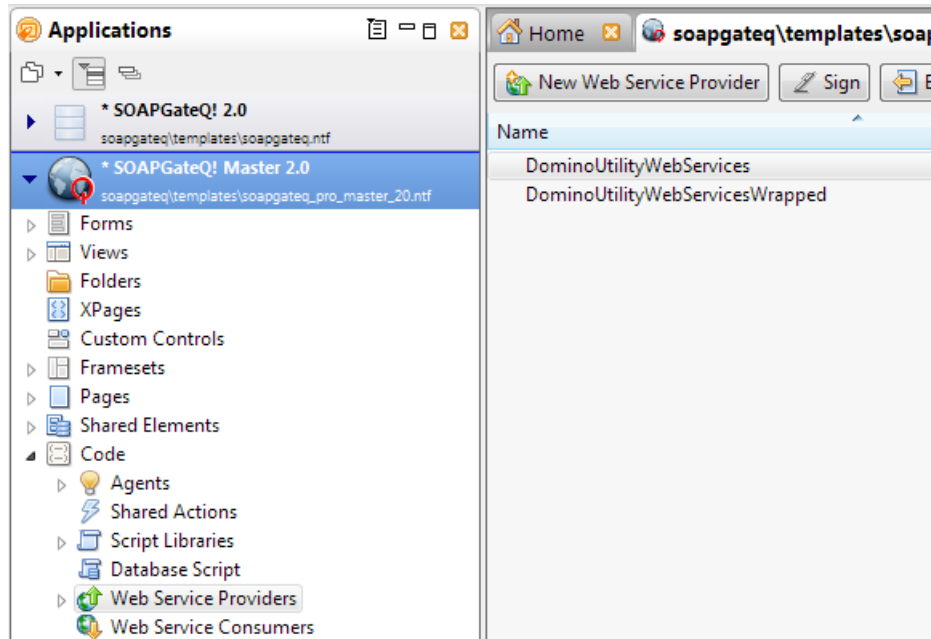 Applications
* SOAPGateQ! 2.0
soapgateq\templates\soapgateq.ntf
* SOAPGateQ! Master 2.0
soapgateq\templates\soapgateq_pro_master_20.ntf
Forms
Views
Folders
XPages
Custom Controls
Framesets
Pages
Shared Elements
Code
Agents
Shared Actions
Script Libraries
Database Script
Web Service Providers
Web Service Consumers
Home
soapgateq\templates\soap
New Web Service Provider
Sign
E
Name
DominoUtilityWebServices
DominoUtilityWebServicesWrapped